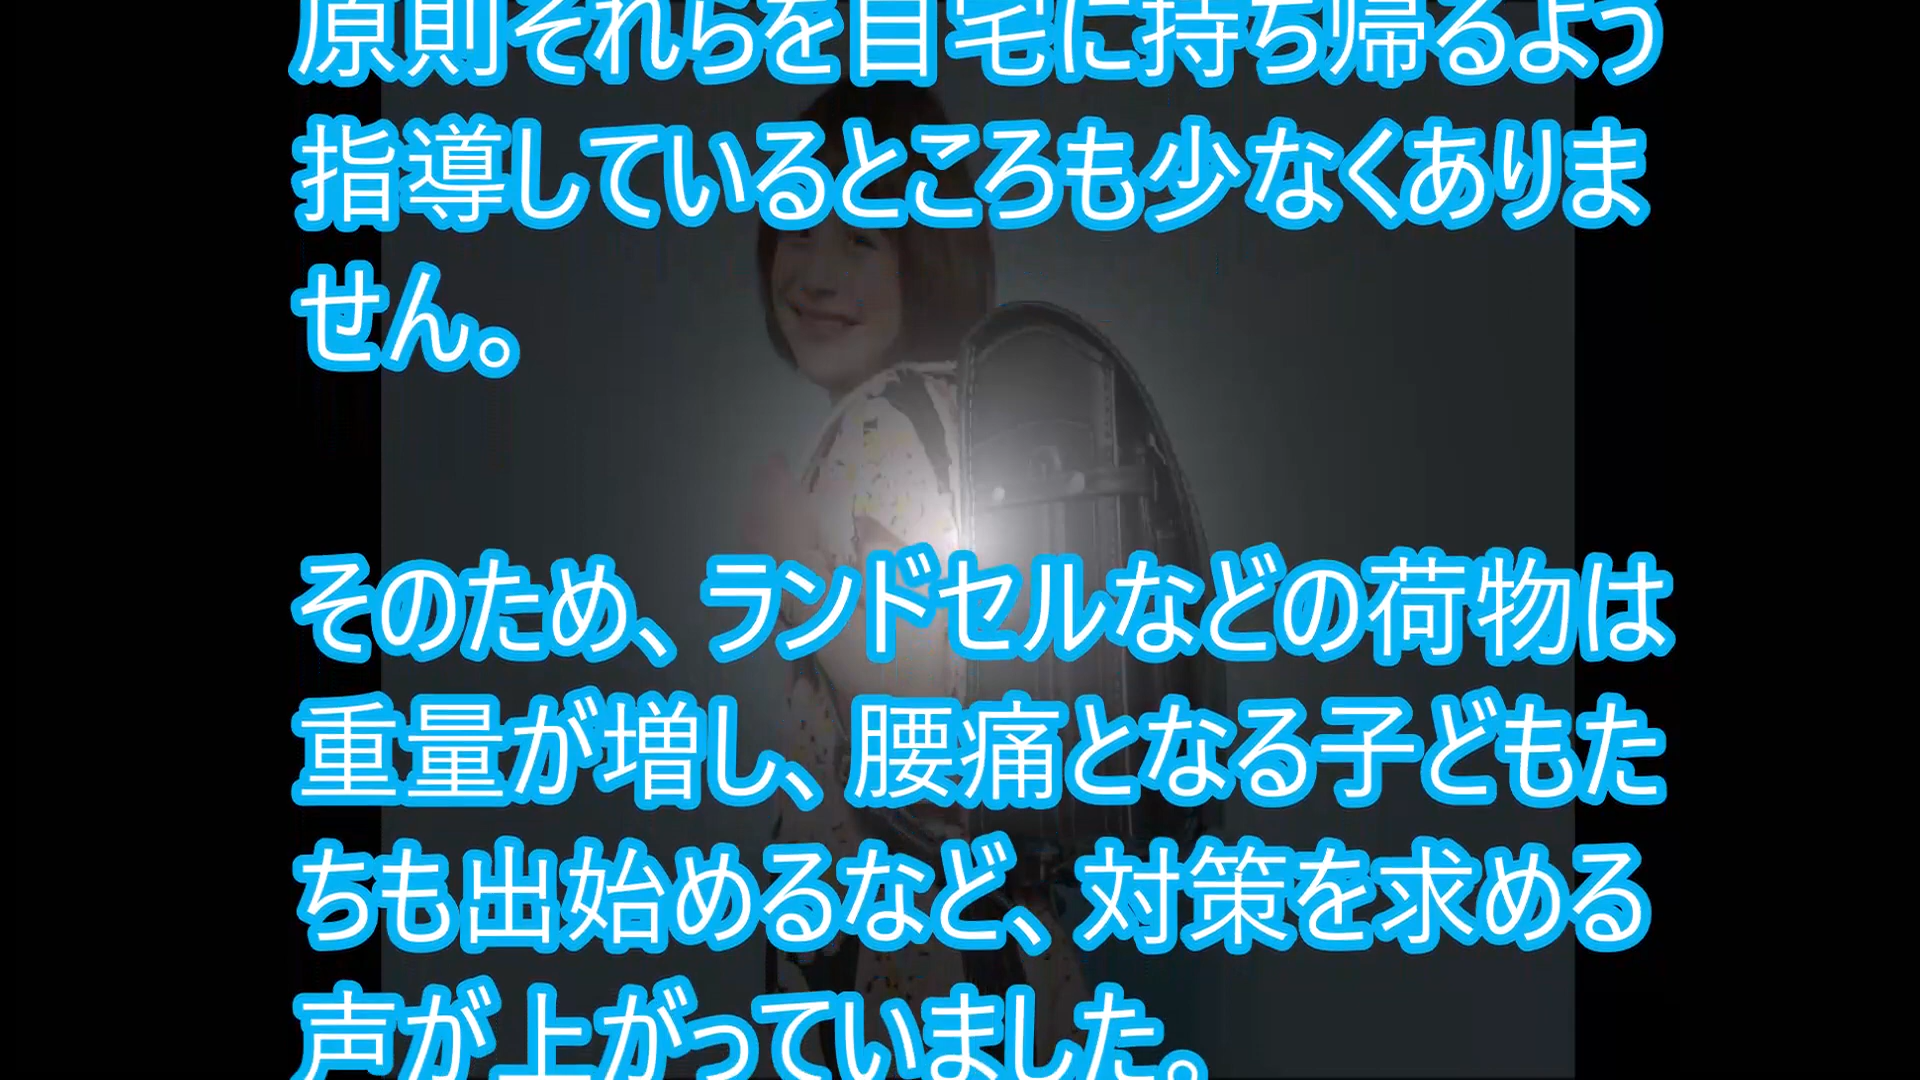 原則それらを自宅に持ち帰るよう
指導しているところも少なくありま
せん。
そのため、ランドセルなどの荷物は
重量が増し、腰痛となる子どもた
ちも出始めるなど、対策を求める
声が上がっていました。